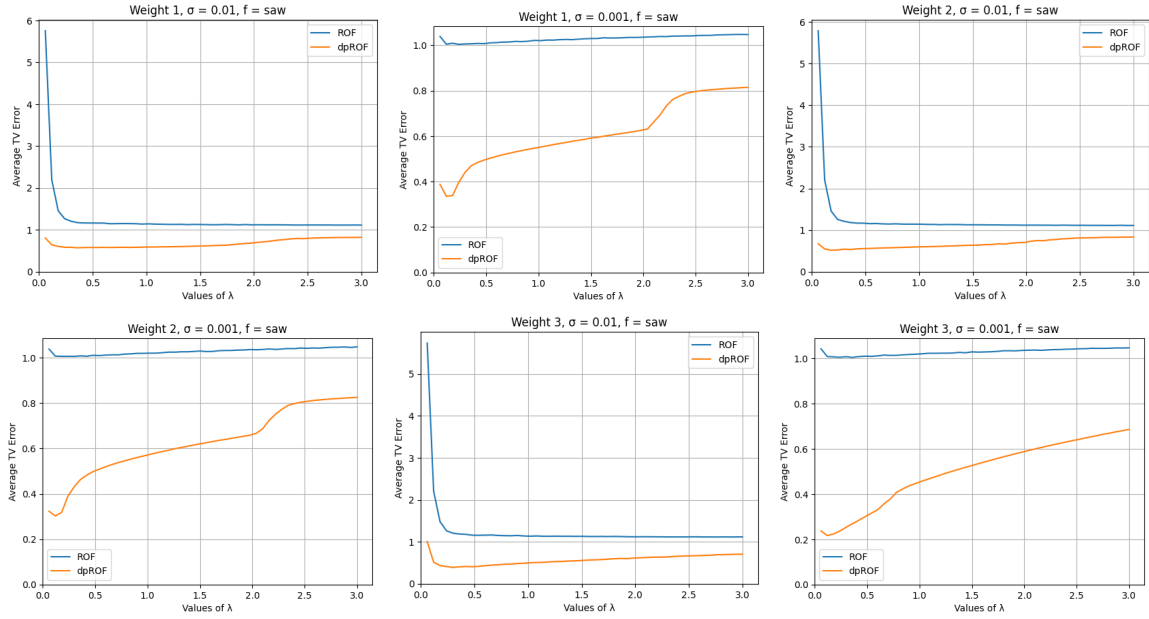 Weight 1, σ = 0.01, f = saw
Average TV Error
6
5
4
3
2
1
0
0.0 0.5 1.0 1.5 2.0 2.5 3.0
Values of λ
ROF
dpROF
Weight 1, σ = 0.001, f = saw
Average TV Error
1.0
0.8
0.6
0.4
0.2
0.0
0.0 0.5 1.0 1.5 2.0 2.5 3.0
Values of λ
ROF
dpROF
Weight 2, σ = 0.01, f = saw
Average TV Error
6
5
4
3
2
1
0
0.0 0.5 1.0 1.5 2.0 2.5 3.0
Values of λ
ROF
dpROF
Weight 2, σ = 0.001, f = saw
Average TV Error
1.0
0.8
0.6
0.4
0.2
0.0
0.0 0.5 1.0 1.5 2.0 2.5 3.0
Values of λ
ROF
dpROF
Weight 3, σ = 0.01, f = saw
Average TV Error
5
4
3
2
1
0
0.0 0.5 1.0 1.5 2.0 2.5 3.0
Values of λ
ROF
dpROF
Weight 3, σ = 0.001, f = saw
Average TV Error
1.0
0.8
0.6
0.4
0.2
0.0
0.0 0.5 1.0 1.5 2.0 2.5 3.0
Values of λ
ROF
dpROF